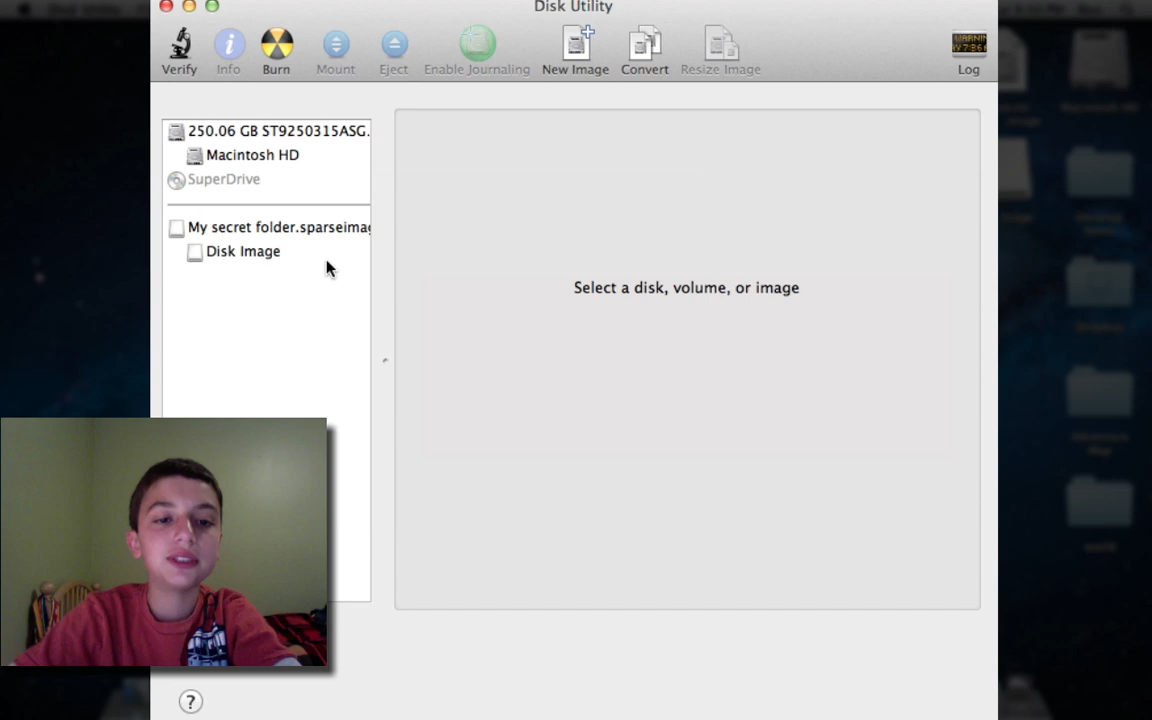 Disk Utility
Verify Info Burn Mount Eject Enable Journaling New Image Convert Resize Image Log
WARNIN
250.06 GB ST9250315ASG.
Macintosh HD
SuperDrive
My secret folder.sparseimag
Disk Image
Select a disk, volume, or image
?